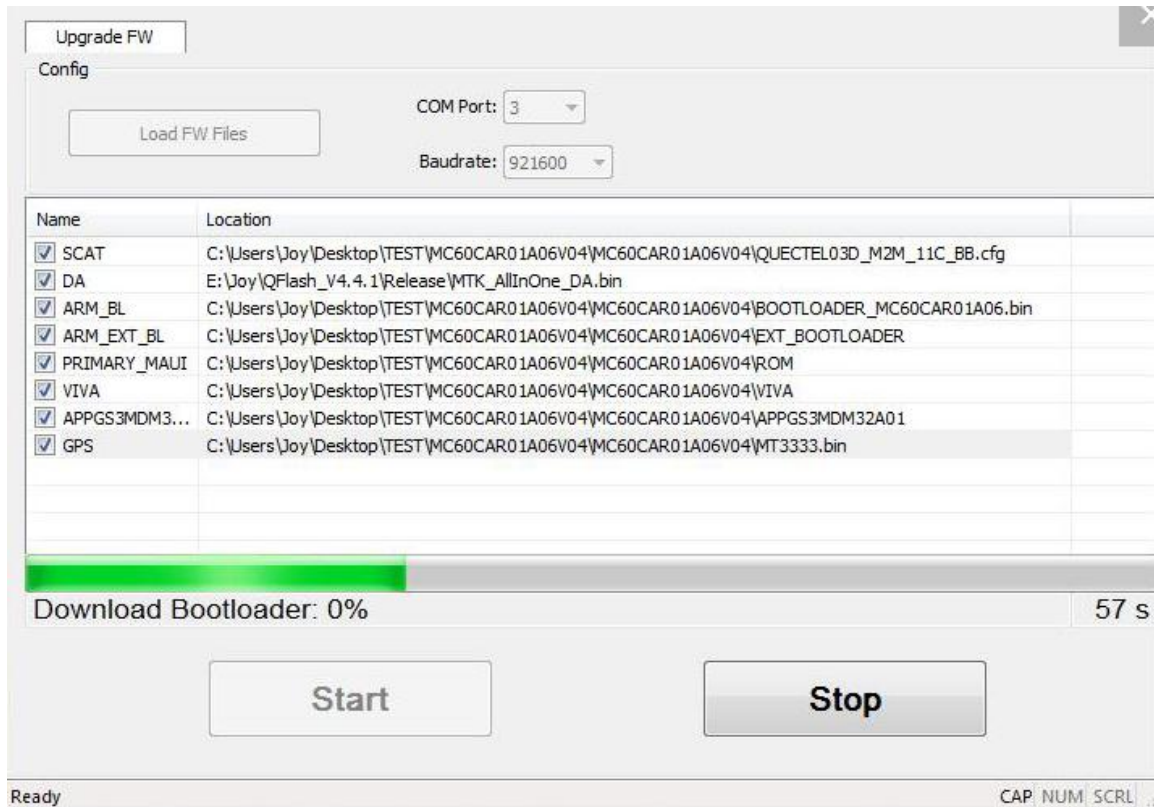 Upgrade FW
Config
Load FW Files
COM Port: 3
Baudrate: 921600
Name Location
SCAT C:\Users\Joy\Desktop\TEST\MC60CAR01A06V04\MC60CAR01A06V04\QUECTEL03D_M2M_11C_BB.cfg
DA E:\Joy\QFlash_V4.4.1\Release\MTK_AllInOne_DA.bin
ARM_BL C:\Users\Joy\Desktop\TEST\MC60CAR01A06V04\MC60CAR01A06V04\BOOTLOADER_MC60CAR01A06.bin
ARM_EXT_BL C:\Users\Joy\Desktop\TEST\MC60CAR01A06V04\MC60CAR01A06V04\EXT_BOOTLOADER
PRIMARY_MAUI C:\Users\Joy\Desktop\TEST\MC60CAR01A06V04\MC60CAR01A06V04\ROM
VIVA C:\Users\Joy\Desktop\TEST\MC60CAR01A06V04\MC60CAR01A06V04\VIVA
APPGS3MDM3... C:\Users\Joy\Desktop\TEST\MC60CAR01A06V04\MC60CAR01A06V04\APPGS3MDM32A01
GPS C:\Users\Joy\Desktop\TEST\MC60CAR01A06V04\MC60CAR01A06V04\MT3333.bin
Download Bootloader: 0% 57 s
Start Stop
Ready CAP NUM SCRL